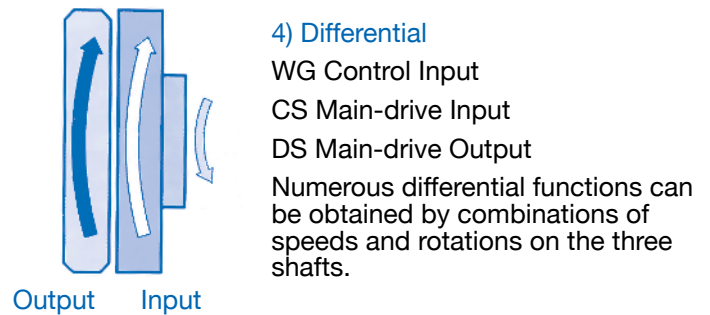 4) Differential
WG Control Input
CS Main-drive Input
DS Main-drive Output
Numerous differential functions can
be obtained by combinations of
speeds and rotations on the three
shafts.
Output Input